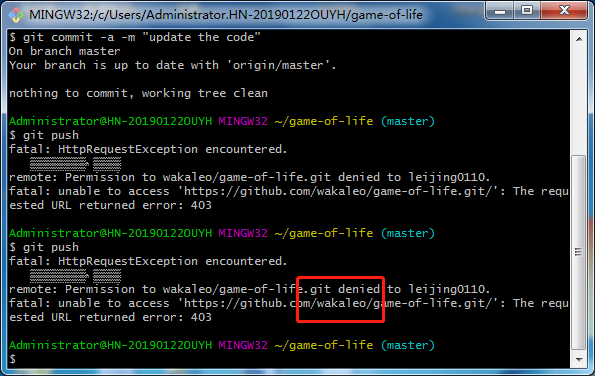 MINGW32:/c/Users/Administrator.HN-20190122OUYH/game-of-life
$ git commit -a -m "update the code"
On branch master
Your branch is up to date with 'origin/master'.
nothing to commit, working tree clean
Administrator@HN-20190122OUYH MINGW32 ~/game-of-life (master)
$ git push
fatal: HttpRequestException encountered.
remote: Permission to wakaleo/game-of-life.git denied to leijing0110.
fatal: unable to access 'https://github.com/wakaleo/game-of-life.git/': The requ
ested URL returned error: 403
Administrator@HN-20190122OUYH MINGW32 ~/game-of-life (master)
$ git push
fatal: HttpRequestException encountered.
remote: Permission to wakaleo/game-of-life.git denied to leijing0110.
fatal: unable to access 'https://github.com/wakaleo/game-of-life.git/': The requ
ested URL returned error: 403
Administrator@HN-20190122OUYH MINGW32 ~/game-of-life (master)
$